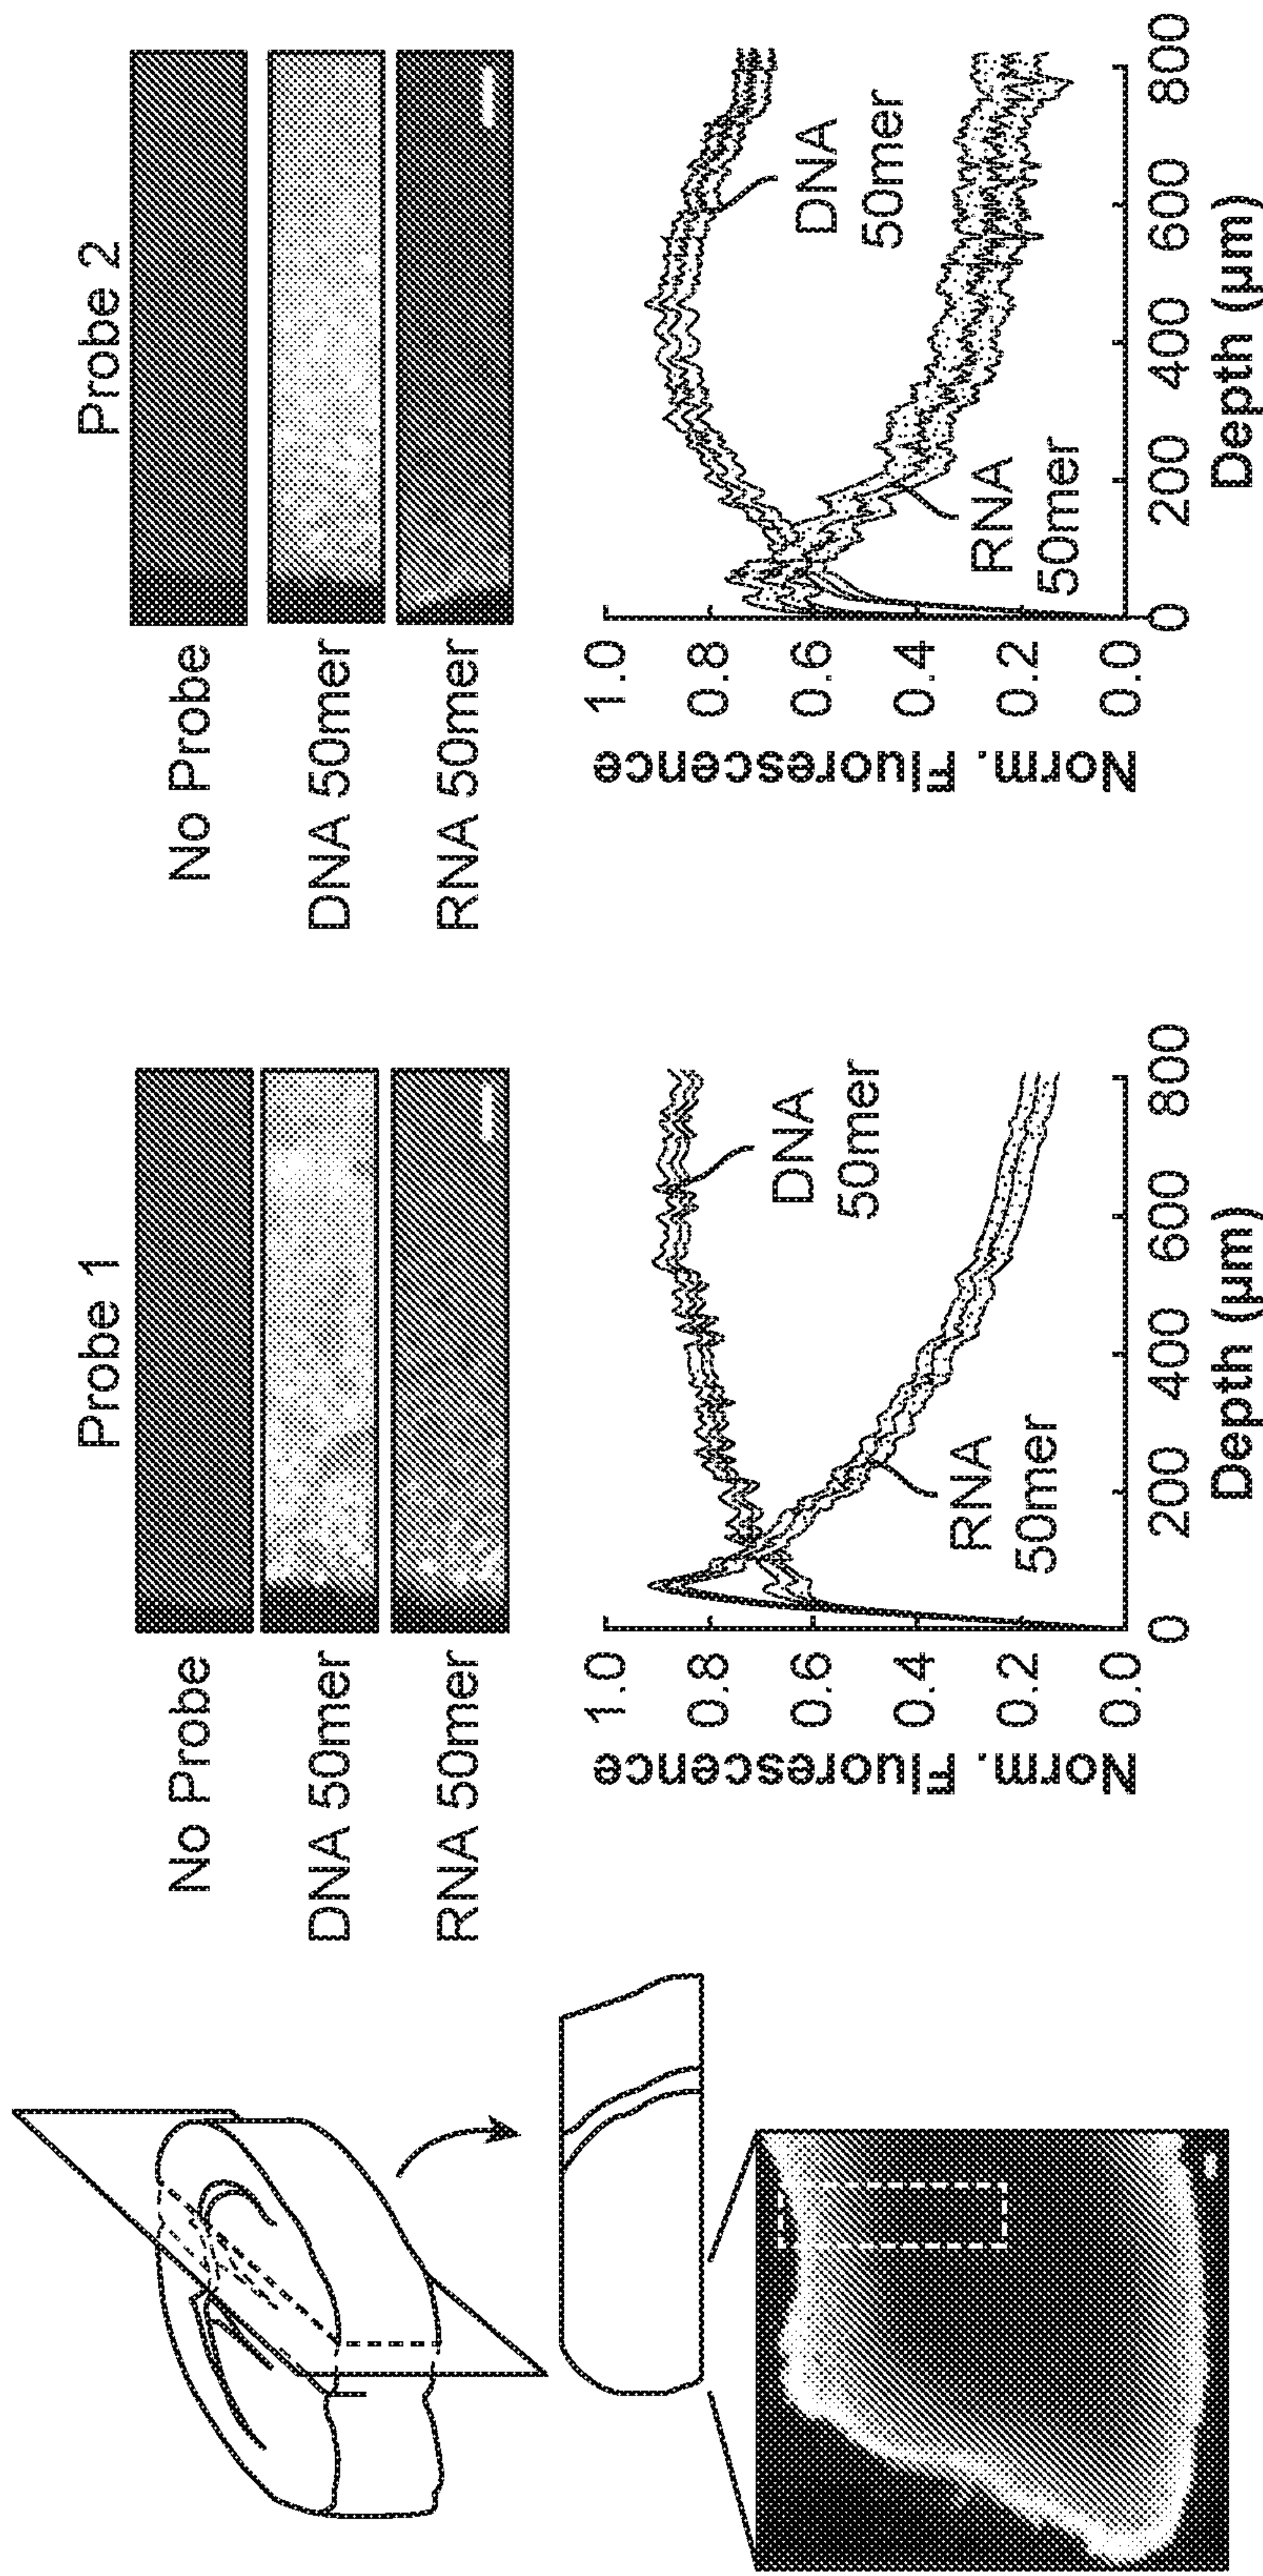 Probe 1
No Probe
DNA 50mer
RNA 50mer
Norm. Fluorescence
1.0
0.8
0.6
0.4
0.2
0.0
DNA
50mer
RNA
50mer
0 200 400 600 800
Depth (μm)
Probe 2
No Probe
DNA 50mer
RNA 50mer
Norm. Fluorescence
1.0
0.8
0.6
0.4
0.2
0.0
DNA
50mer
RNA
50mer
0 200 400 600 800
Depth (μm)